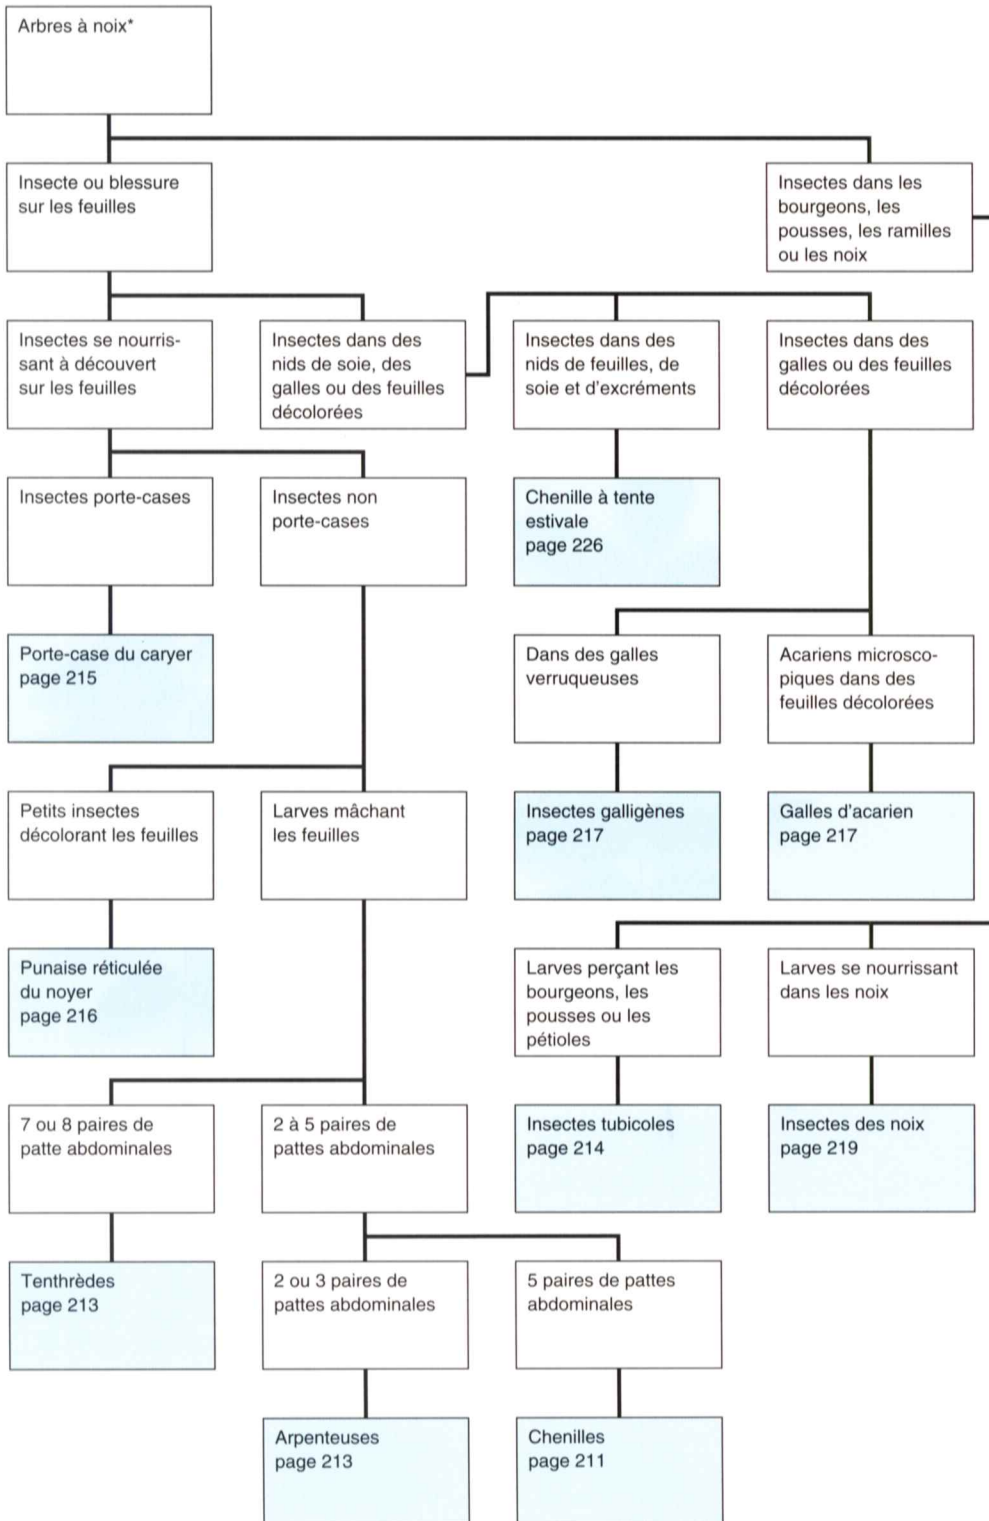 Arbres à noix*
Insecte ou blessure
sur les feuilles
Insectes dans les
bourgeons, les
pousses, les ramilles
ou les noix
Insectes se nourris-
sant à découvert
sur les feuilles
Insectes dans des
nids de soie, des
galles ou des feuilles
décolorées
Insectes dans des
nids de feuilles, de
soie et d'excréments
Insectes dans des
galles ou des feuilles
décolorées
Insectes porte-cases
Insectes non
porte-cases
Chenille à tente
estivale
page 226
Porte-case du caryer
page 215
Dans des galles
verruqueuses
Acariens microsco-
piques dans des
feuilles décolorées
Petits insectes
décolorant les feuilles
Larves mâchant
les feuilles
Insectes galligènes
page 217
Galles d'acarien
page 217
Punaise réticulée
du noyer
page 216
Larves perçant les
bourgeons, les
pousses ou les
pétioles
Larves se nourrissant
dans les noix
7 ou 8 paires de
patte abdominales
2 à 5 paires de
pattes abdominales
Insectes tubicoles
page 214
Insectes des noix
page 219
Tenthrèdes
page 213
2 ou 3 paires de
pattes abdominales
5 paires de pattes
abdominales
Arpenteuses
page 213
Chenilles
page 211